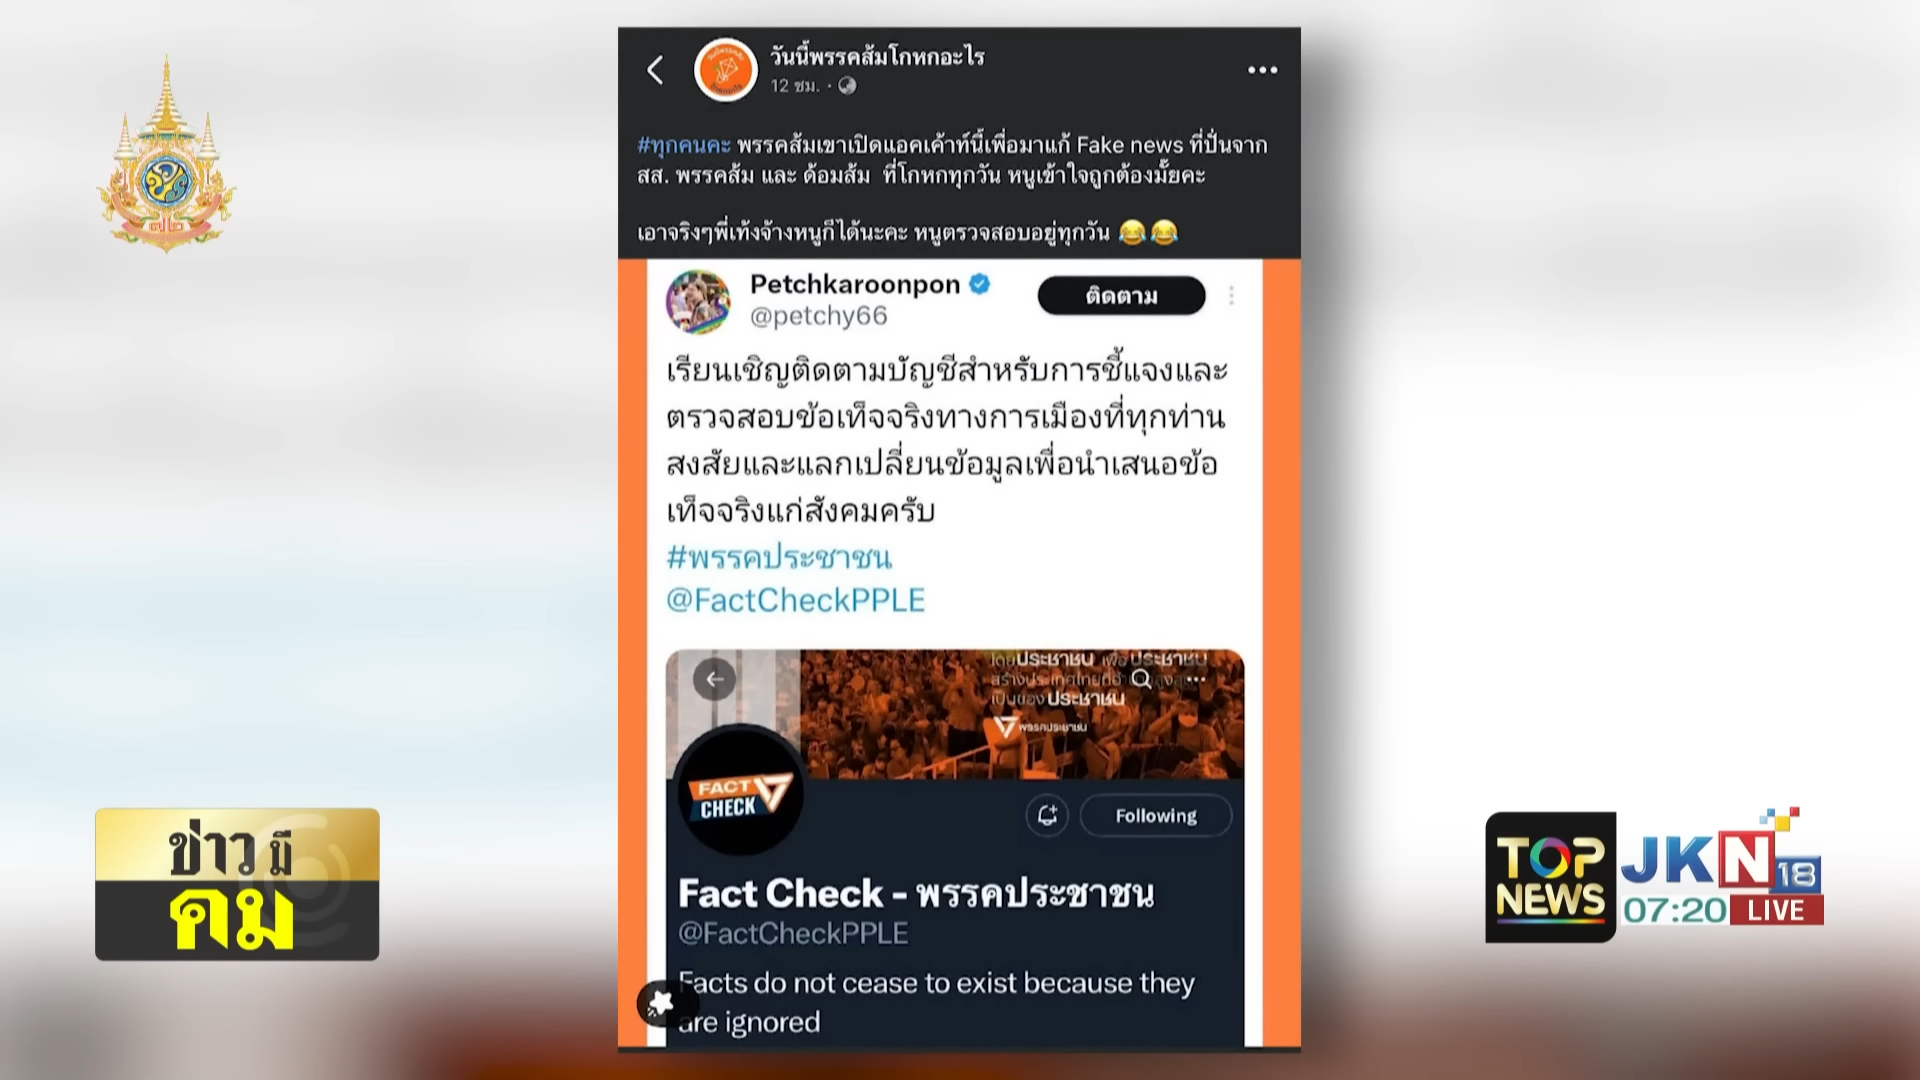 วันนี้พรรคส้มโกหกอะไร
12 ชม. ·
#ทุกคนคะ พรรคส้มเขาเปิดแอคเค้าท์นี้เพื่อมาแก้ Fake news ที่ปั่นจาก
สส. พรรคส้ม และ ด้อมส้ม ที่โกหกทุกวัน หนูเข้าใจถูกต้องมั๊ยคะ
เอาจริงๆพี่เท้งจ้างหนูก็ได้นะคะ หนูตรวจสอบอยู่ทุกวัน 😂😂
Petchkaroonpon
ติดตาม
@petchy66
เรียนเชิญติดตามบัญชีสำหรับการชี้แจงและ
ตรวจสอบข้อเท็จจริงทางการเมืองที่ทุกท่าน
สงสัยและแลกเปลี่ยนข้อมูลเพื่อนำเสนอข้อ
เท็จจริงแก่สังคมครับ
#พรรคประชาชน
@FactCheckPPLE
โดยประชาชน เพื่อประชาชน
เป็นของประชาชน
พรรคประชาชน
FACT
CHECK
Following
Fact Check - พรรคประชาชน
@FactCheckPPLE
Facts do not cease to exist because they
are ignored
ข่าวมี
คม
TOP
NEWS
JKN18
07:20 LIVE